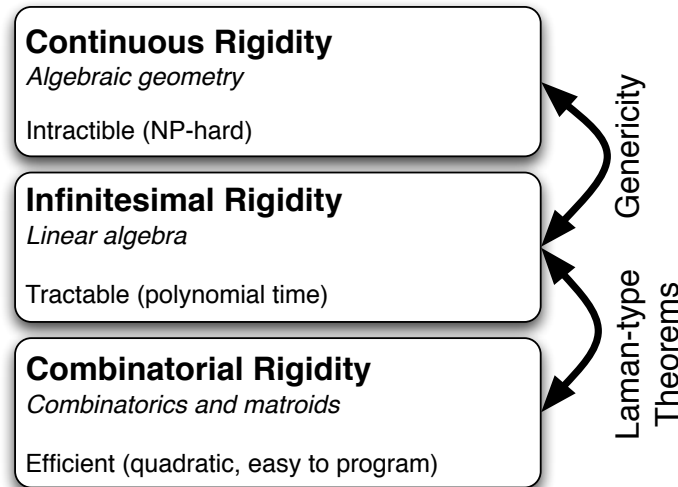 Continuous Rigidity
Algebraic geometry
Intractible (NP-hard)
Infinitesimal Rigidity
Linear algebra
Tractable (polynomial time)
Combinatorial Rigidity
Combinatorics and matroids
Efficient (quadratic, easy to program)
Genericity
Laman-type
Theorems